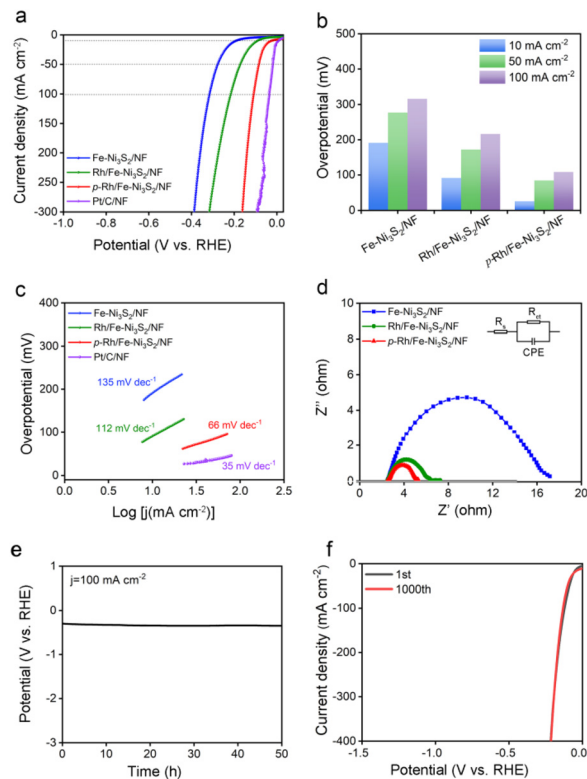 a
Current density (mA cm⁻²)
0
50
100
150
200
250
300
-1.0
-0.8
-0.6
-0.4
-0.2
0.0
Potential (V vs. RHE)
Fe-Ni₃S₂/NF
Rh/Fe-Ni₃S₂/NF
p-Rh/Fe-Ni₃S₂/NF
Pt/C/NF
b
Overpotential (mV)
500
400
300
200
100
0
10 mA cm⁻²
50 mA cm⁻²
100 mA cm⁻²
Fe-Ni₃S₂/NF
Rh/Fe-Ni₃S₂/NF
p-Rh/Fe-Ni₃S₂/NF
c
Overpotential (mV)
400
300
200
100
0
Fe-Ni₃S₂/NF
Rh/Fe-Ni₃S₂/NF
p-Rh/Fe-Ni₃S₂/NF
Pt/C/NF
135 mV dec⁻¹
112 mV dec⁻¹
66 mV dec⁻¹
35 mV dec⁻¹
0.0
0.5
1.0
1.5
2.0
2.5
Log [j(mA cm⁻²)]
d
Z'' (ohm)
10
8
6
4
2
0
Fe-Ni₃S₂/NF
Rh/Fe-Ni₃S₂/NF
p-Rh/Fe-Ni₃S₂/NF
Rₛ
R꜀ₜ
CPE
0
4
8
12
16
20
Z' (ohm)
e
Potential (V vs. RHE)
1
0
-1
-2
-3
j=100 mA cm⁻²
0
10
20
30
40
50
Time (h)
f
Current density (mA cm⁻²)
0
-100
-200
-300
-400
1st
1000th
-1.5
-1.0
-0.5
0.0
Potential (V vs. RHE)